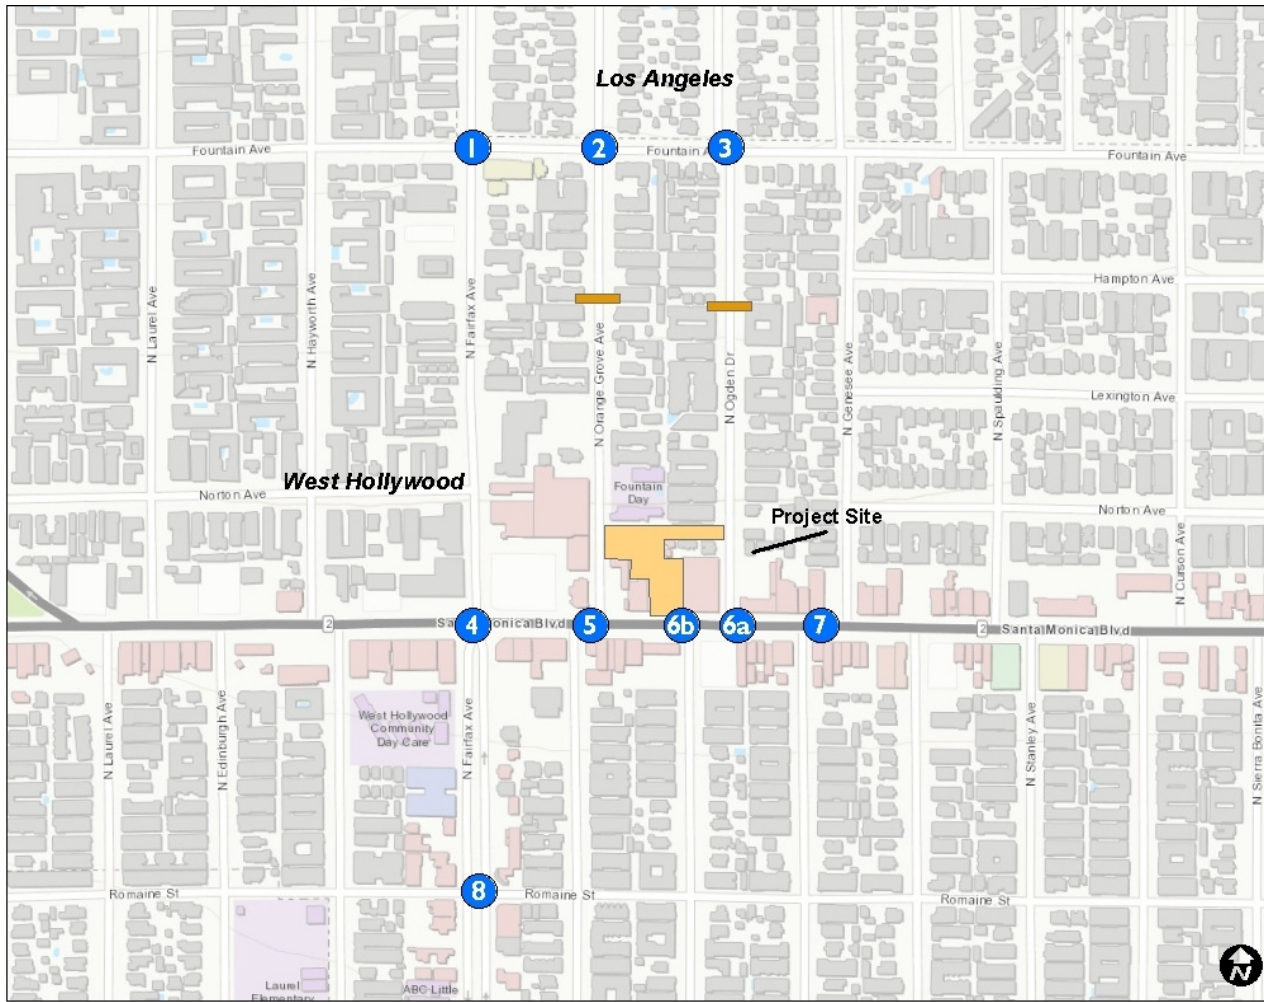 Los Angeles
1
2
3
Fountain Ave
Fountain A
Fountain Ave
Hampton Ave
N Laurel Ave
N Hayworth Ave
N Fairfax Ave
N Orange Grove Ave
N Ogden Dr
N Genesee Ave
N Spaulding Ave
Lexington Ave
West Hollywood
Norton Ave
Fountain
Day
Project Site
Norton Ave
N Curson Ave
2
Sa
4
onica Blvd
5
6b
6a
7
2
Santa Monica Blvd
N Laurel Ave
N Edinburgh Ave
West Hollywood
Community
Day Care
N Fairfax Ave
N Stanley Ave
N Sierra Bonita Ave
8
Romaine St
Romaine St
Romaine St
Laurel
Elementary
ABC Little
N